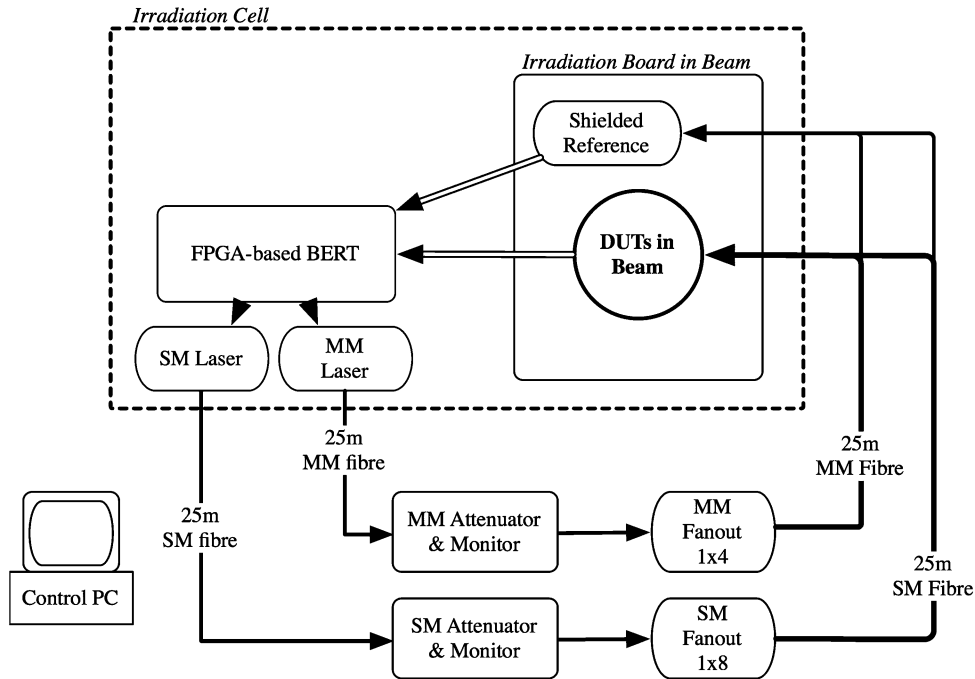 Irradiation Cell
Irradiation Board in Beam
Shielded
Reference
FPGA-based BERT
DUTs in
Beam
SM Laser
MM
Laser
25m
MM fibre
25m
MM Fibre
25m
SM fibre
MM Attenuator
& Monitor
MM
Fanout
1x4
25m
SM Fibre
Control PC
SM Attenuator
& Monitor
SM
Fanout
1x8